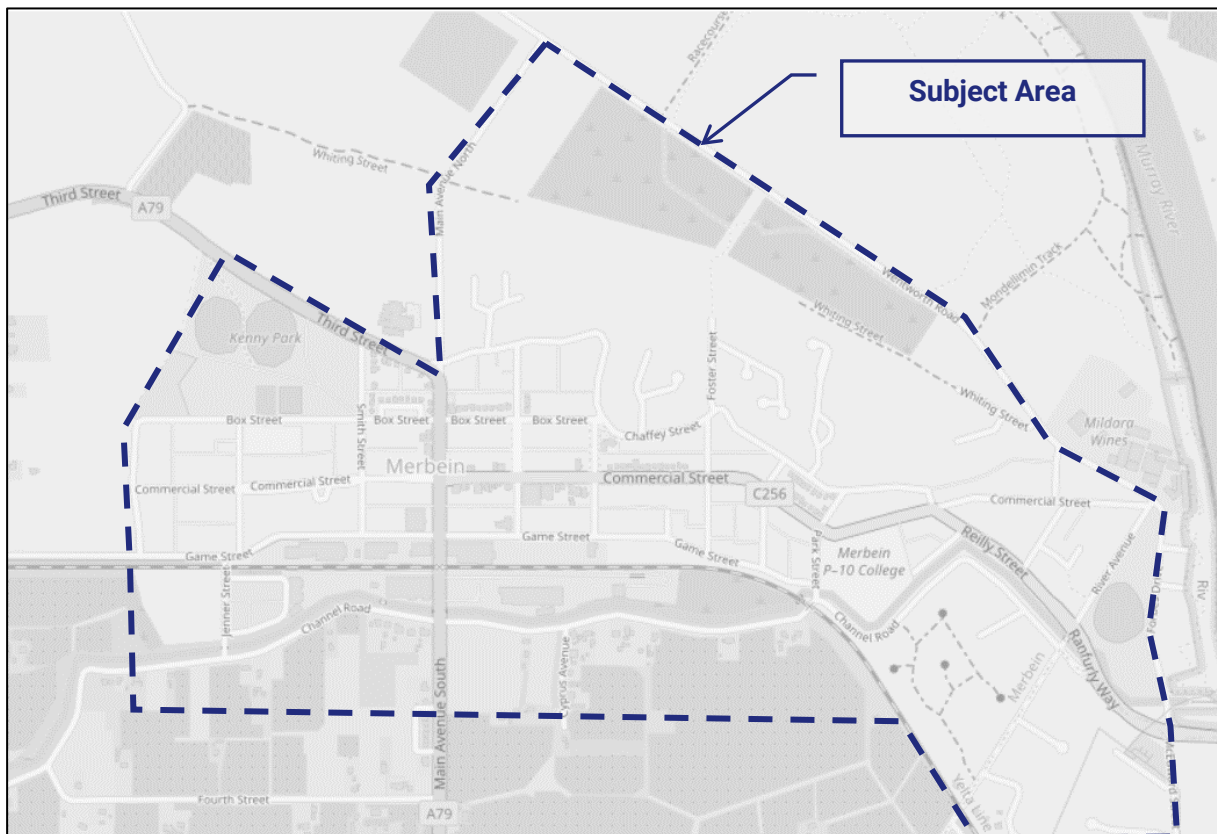 Subject Area
Racecourse
Murray River
Whiting Street
Third Street
A79
Main Avenue North
Mondellimin Track
Wentworth Road
Kenny Park
Third Street
Whiting Street
Foster Street
Whiting Street
Smith Street
Box Street
Box Street
Box Street
Box Street
Chaffey Street
Mildara
Wines
Merbein
Commercial Street
Commercial Street
Commercial Street
C256
Commercial Street
Game Street
Game Street
Game Street
Park Street
Merbein
P-10 College
Reilly Street
River Avenue
Riv
Jenner Street
Channel Road
Channel Road
Cyprus Avenue
Main Avenue South
Merbein
Ranfurly Way
Fourth Street
A79
Yelta Line